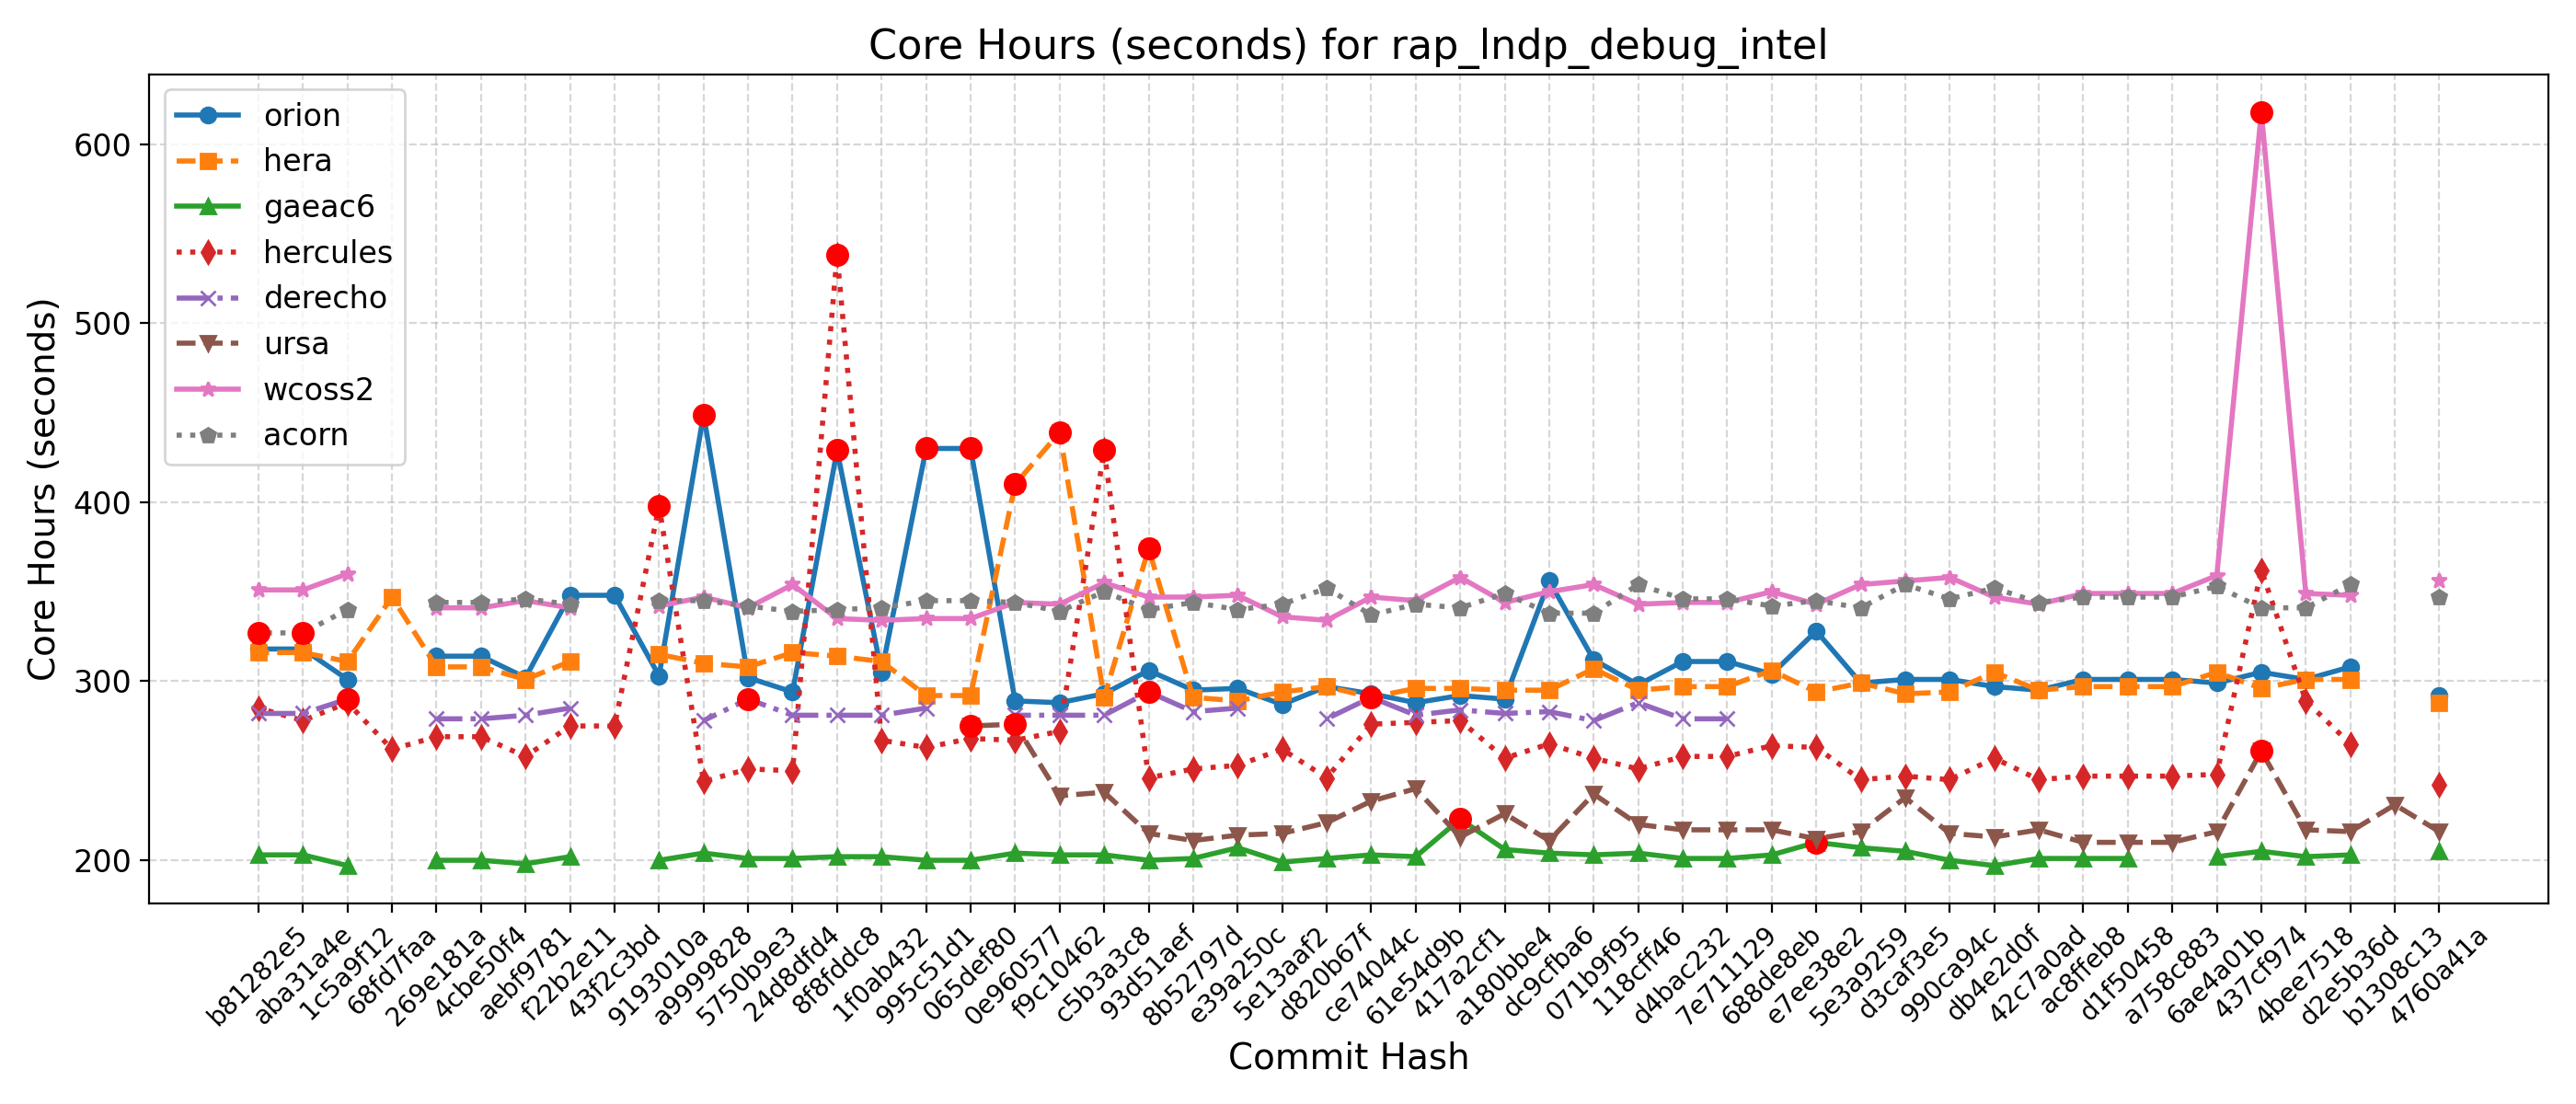 Core Hours (seconds) for rap_lndp_debug_intel
orion
hera
gaeac6
hercules
derecho
ursa
wcoss2
acorn
Core Hours (seconds)
600
500
400
300
200
b81282e5
aba31a4e
1c5a9f12
68fd7faa
269e181a
4cbe50f4
aebf9781
f22b2e11
43f2c3bd
9193010a
a9999828
5750b9e3
24d8dfd4
8f8fddc8
1f0ab432
995c51d1
065def80
0e960577
f9c10462
c5b3a3c8
93d51aef
8b52797d
e39a250c
5e13aaf2
d820b67f
ce74044c
61e54d9b
417a2cf1
a180bbe4
dc9cfba6
071b9f95
118cff46
d4bac232
7e711129
688de8eb
e7ee38e2
5e3a9259
d3caf3e5
990ca94c
db4e2d0f
42c7a0ad
ac8ffeb8
d1f50458
a758c883
6ae4a01b
437cf974
4bee7518
d2e5b36d
b1308c13
4760a41a
Commit Hash